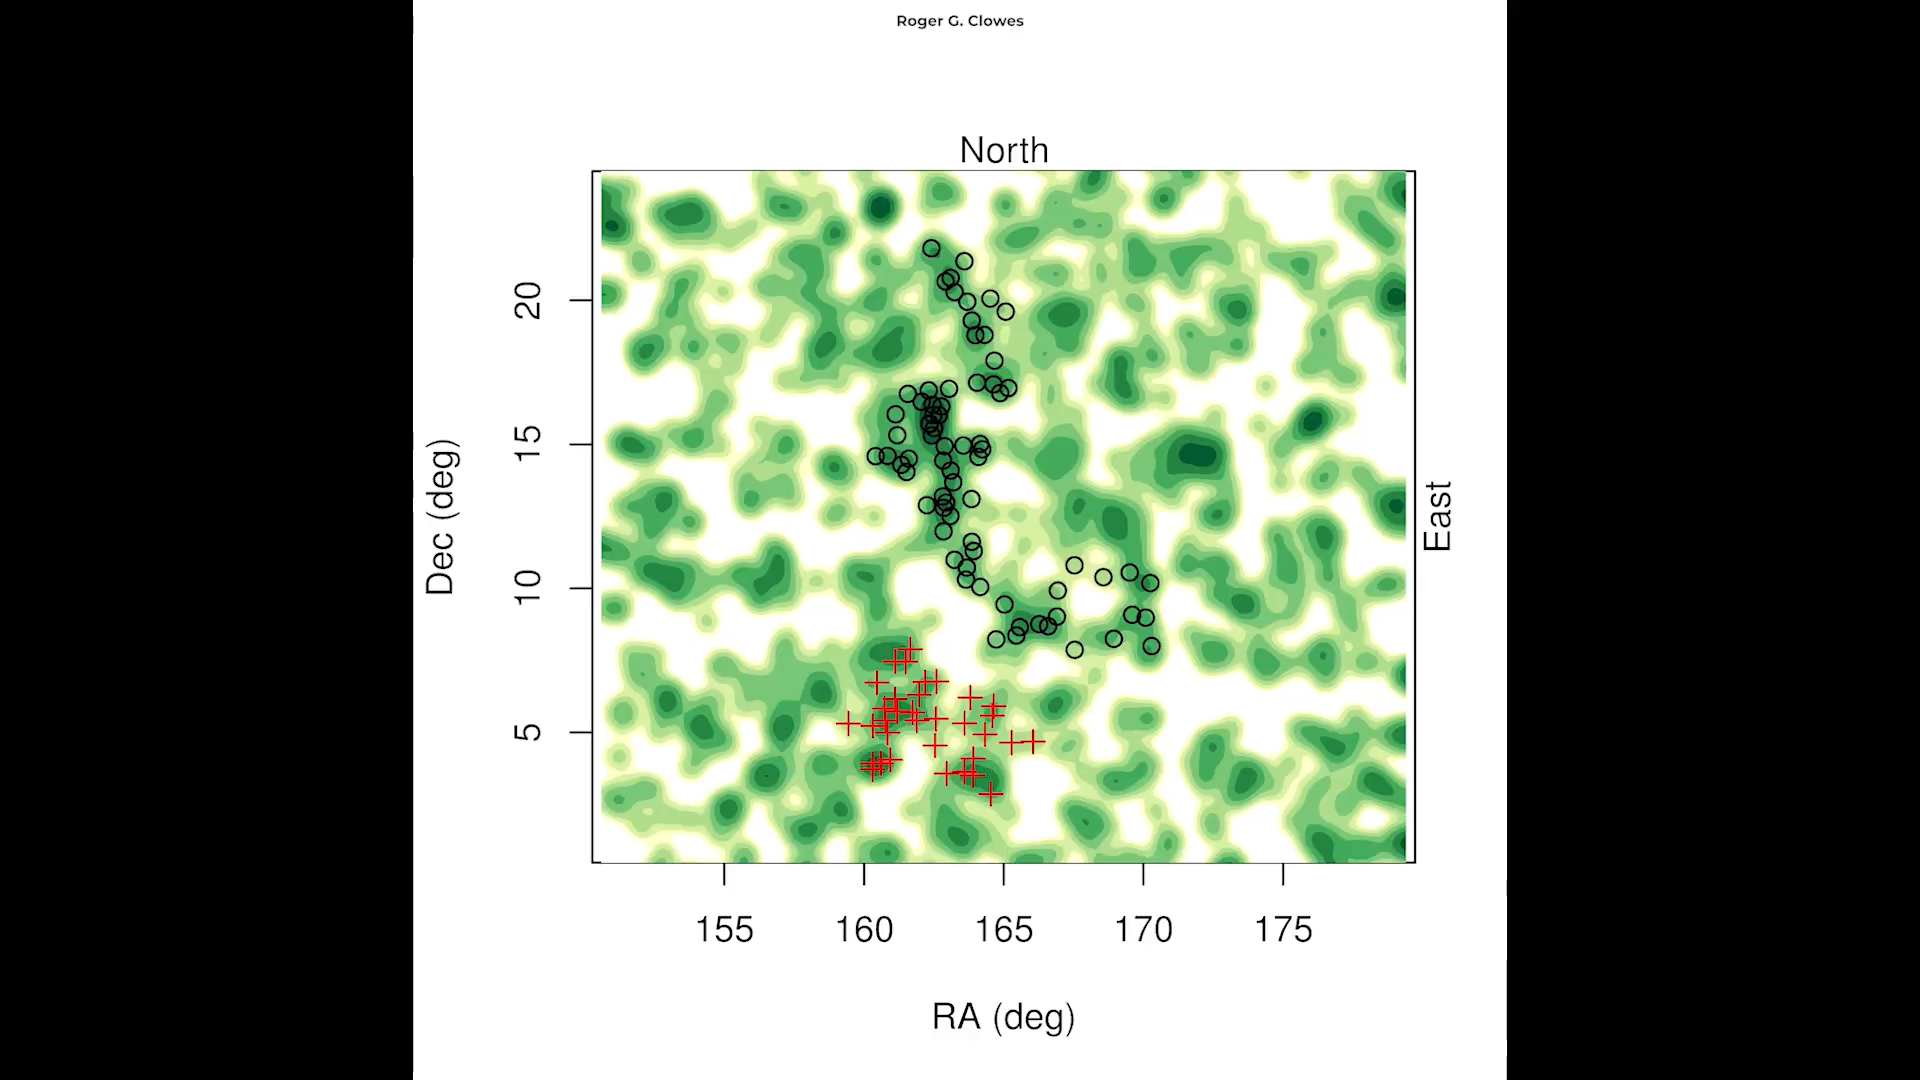 Roger G. Clowes
North
20
15
10
5
Dec (deg)
East
155 160 165 170 175
RA (deg)